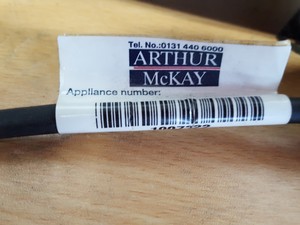 Tel. No.:0131 440 6000
ARTHUR
McKAY
Appliance number: